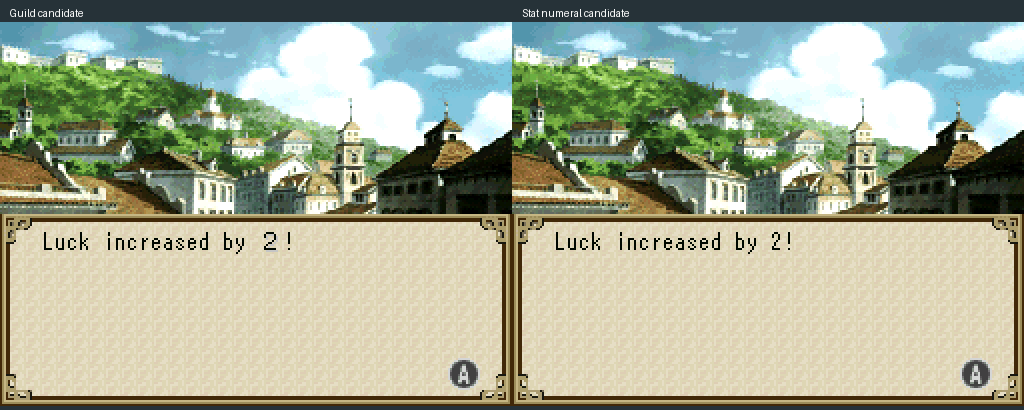 Guild candidate
Stat numeral candidate
Luck increased by ２!
A
Luck increased by 2!
A